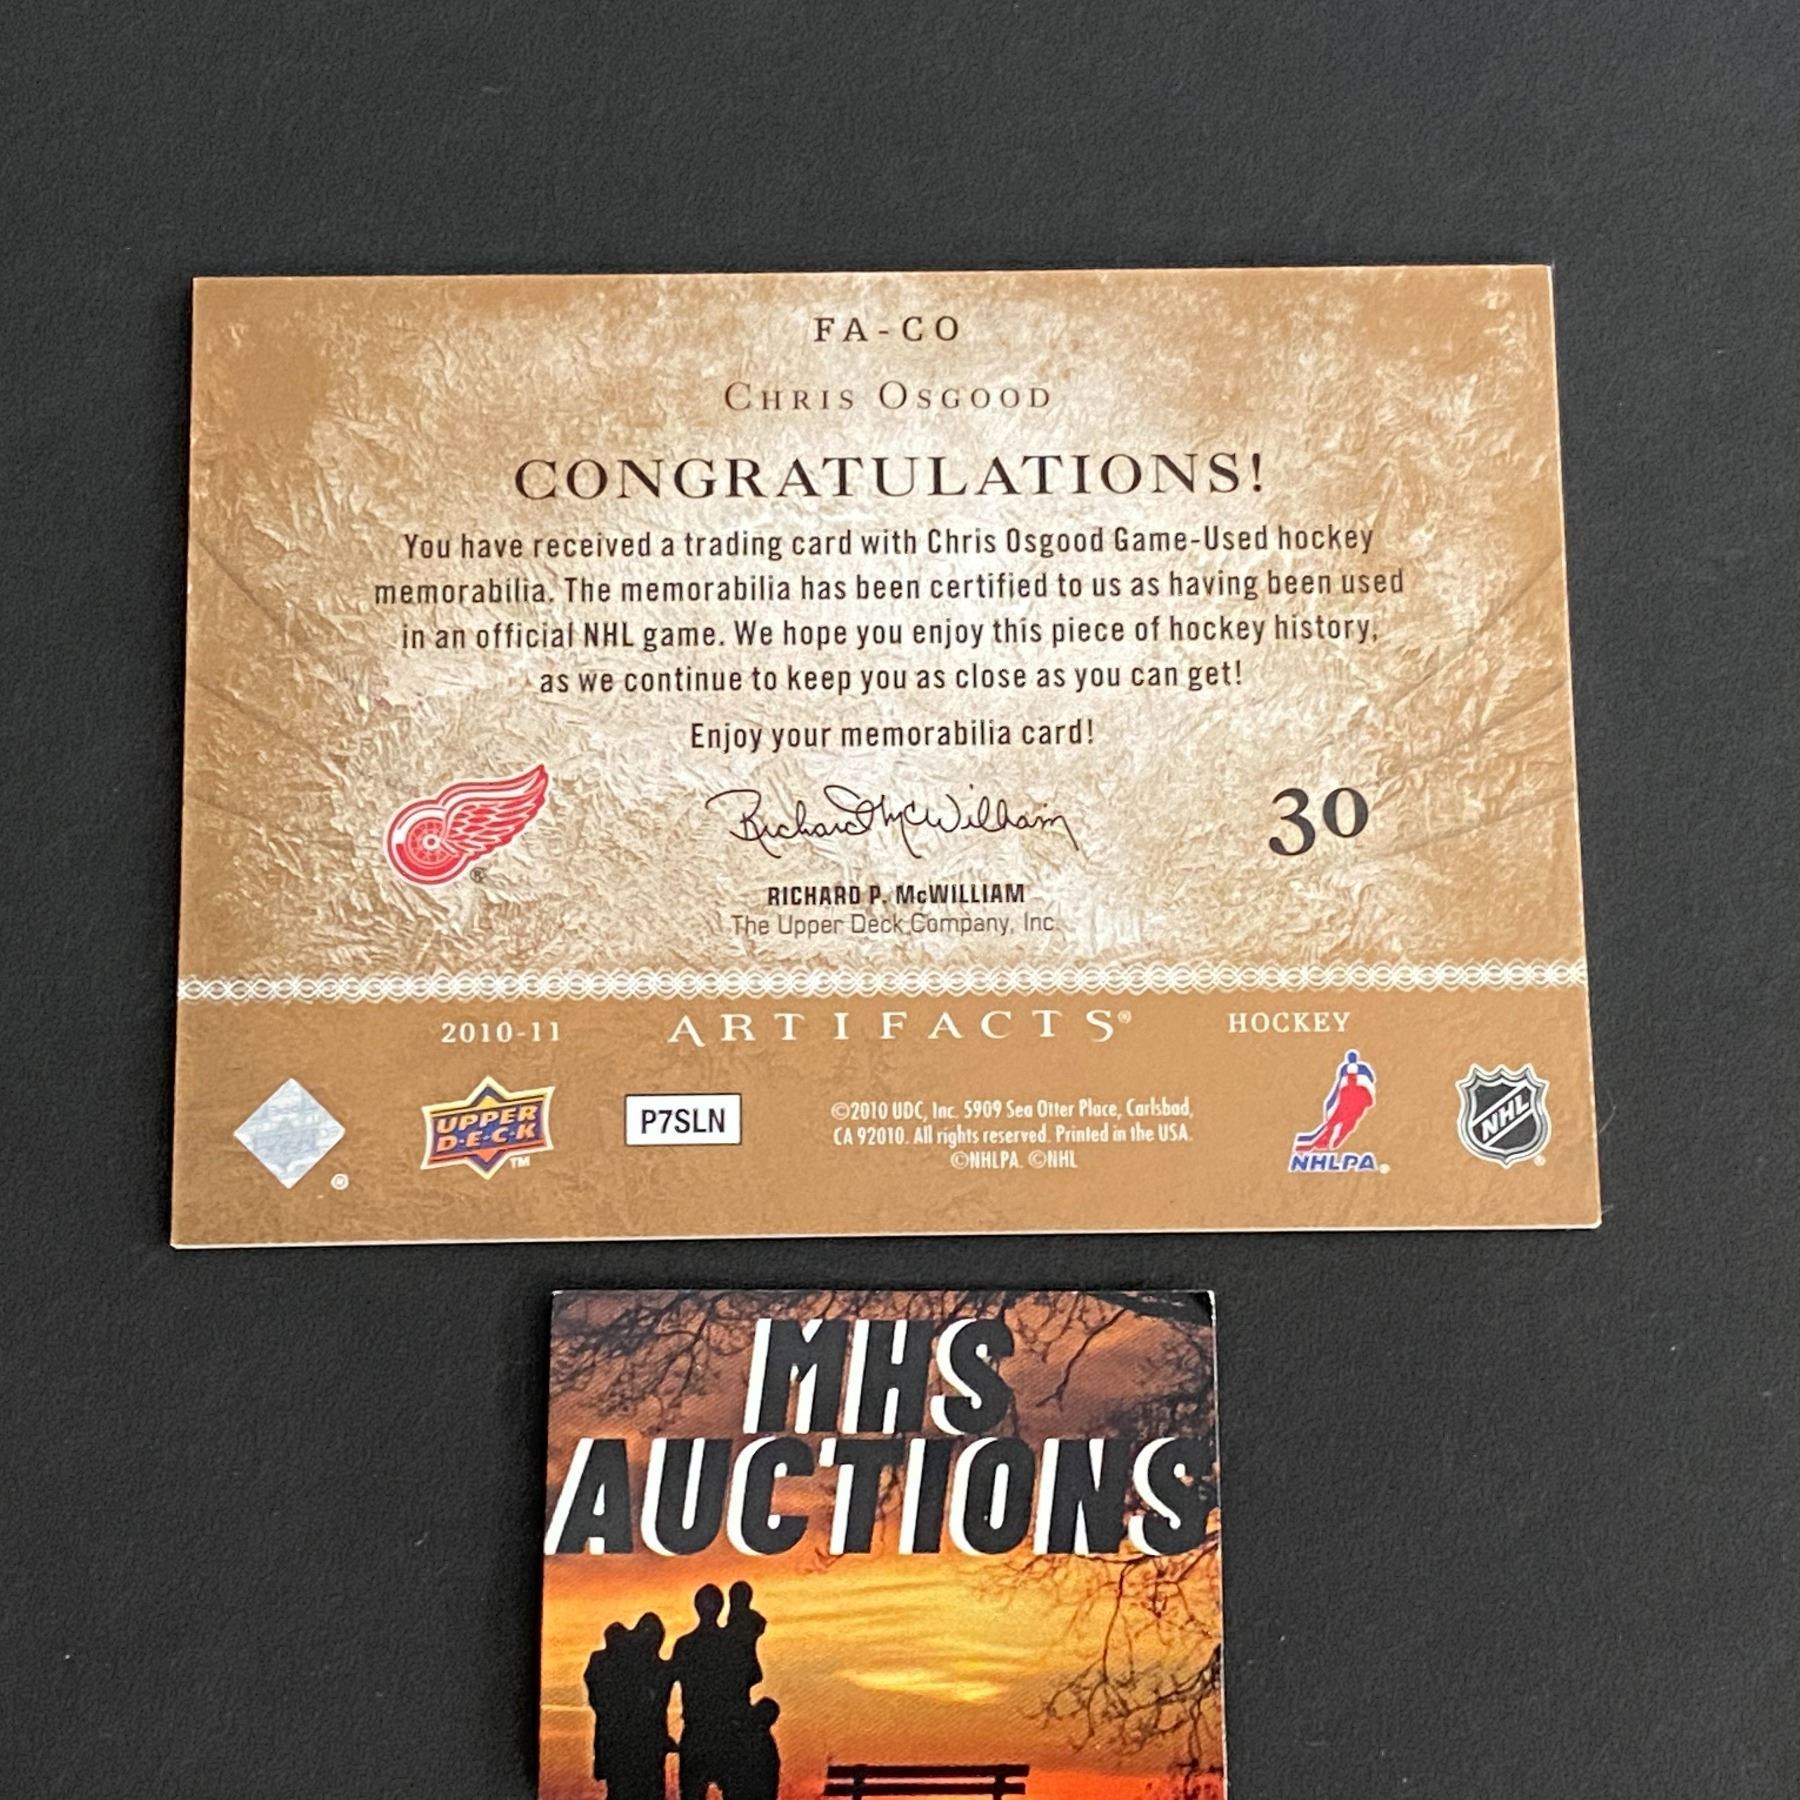 FA-CO
CHRIS OSGOOD
CONGRATULATIONS!
You have received a trading card with Chris Osgood Game-Used hockey
memorabilia. The memorabilia has been certified to us as having been used
in an official NHL game. We hope you enjoy this piece of hockey history,
as we continue to keep you as close as you can get!
Enjoy your memorabilia card!
Richard McWilliam
30
RICHARD P. McWILLIAM
The Upper Deck Company, Inc.
2010-11 ARTIFACTS® HOCKEY
UPPER
D·E·C·K
TM
P7SLN
©2010 UDC, Inc. 5909 Sea Otter Place, Carlsbad,
CA 92010. All rights reserved. Printed in the USA.
©NHLPA. ©NHL
NHLPA®
NHL
MHS
AUCTIONS